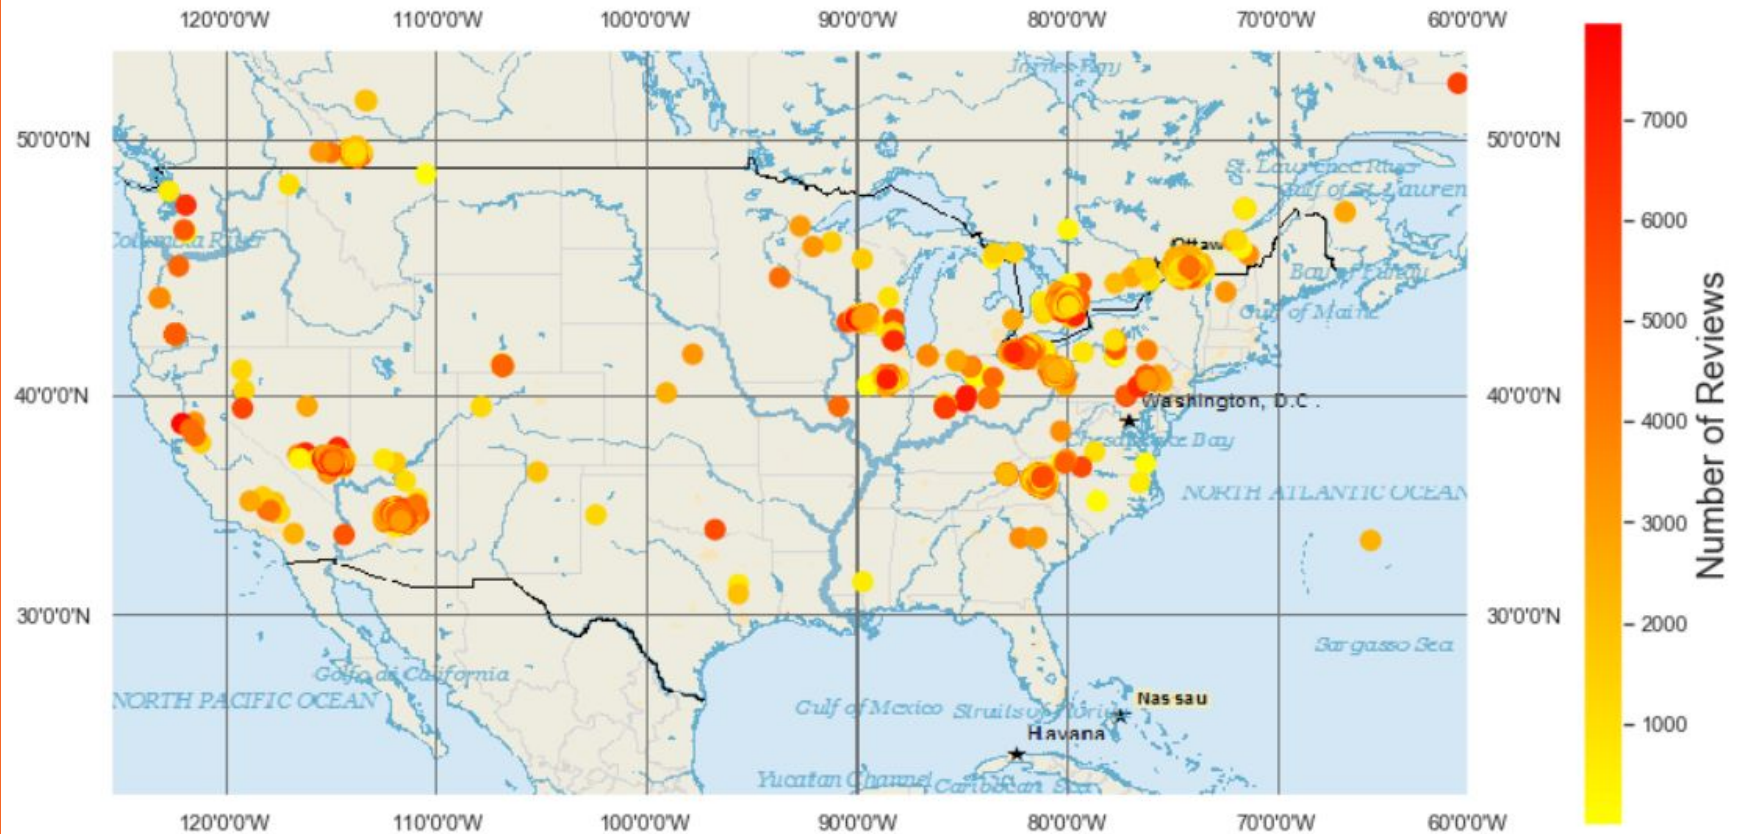 120°0'0"W 110°0'0"W 100°0'0"W 90°0'0"W 80°0'0"W 70°0'0"W 60°0'0"W
James Bay
50°0'0"N 50°0'0"N
7000
St. Lawrence River
Gulf of St. Lauren
6000
Columbia River
Ottaw
Bay of Fundy
Gulf of Maine
5000
40°0'0"N 40°0'0"N
Washington, D.C.
4000
Chesapeake Bay
NORTH ATLANTIC OCEAN
3000
Number of Reviews
30°0'0"N 30°0'0"N
2000
Sargasso Sea
Golfo de California
NORTH PACIFIC OCEAN
Nassau
Gulf of Mexico Straits of Florid
1000
Havana
Yucatan Channel Caribbean Sea
120°0'0"W 110°0'0"W 100°0'0"W 90°0'0"W 80°0'0"W 70°0'0"W 60°0'0"W